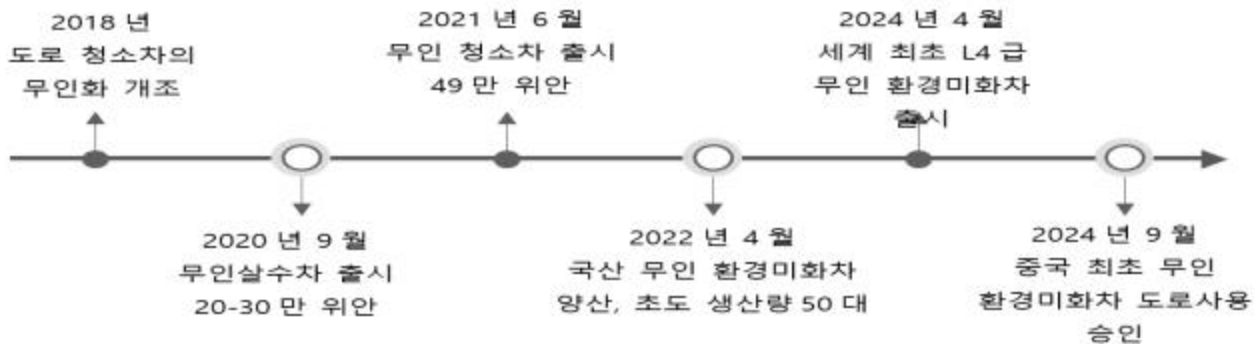 2018 년
도로 청소차의
무인화 개조
2020 년 9 월
무인살수차 출시
20-30 만 위안
2021 년 6 월
무인 청소차 출시
49 만 위안
2022 년 4 월
국산 무인 환경미화차
양산, 초도 생산량 50 대
2024 년 4 월
세계 최초 L4 급
무인 환경미화차
출시
2024 년 9 월
중국 최초 무인
환경미화차 도로사용
승인